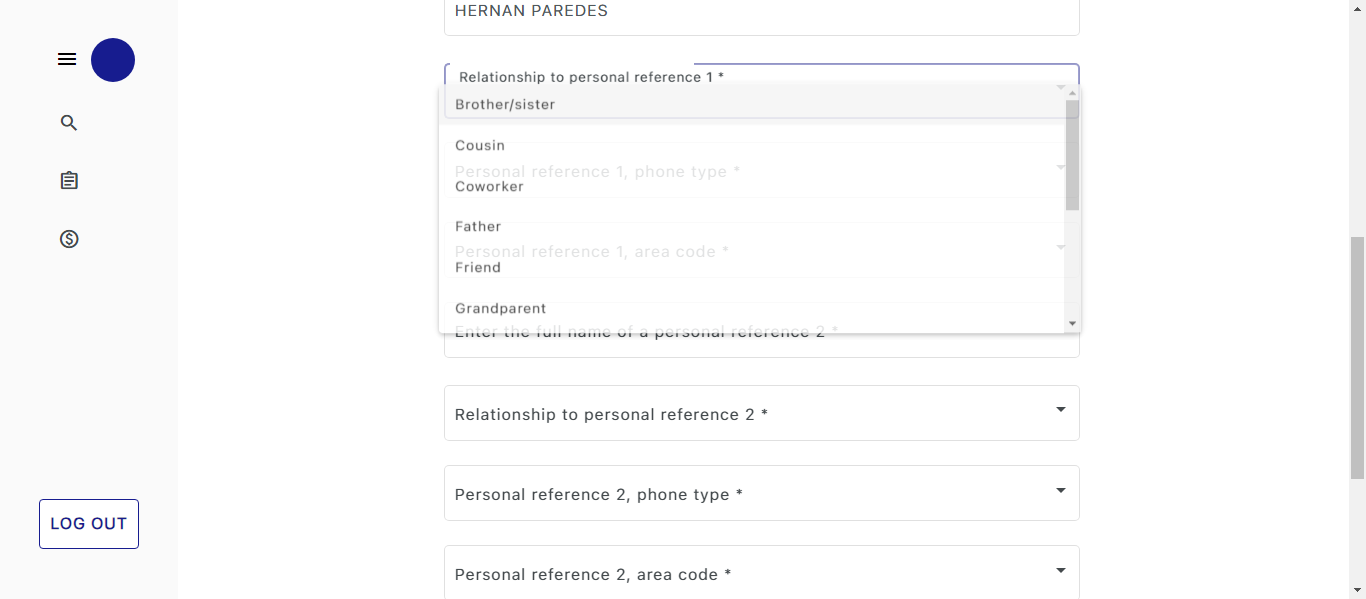 HERNAN PAREDES
Relationship to personal reference 1 *
Brother/sister
Cousin
Personal reference 1, phone type *
Coworker
Father
Personal reference 1, area code *
Friend
Grandparent
Enter the full name of a personal reference 2 *
Relationship to personal reference 2 *
Personal reference 2, phone type *
LOG OUT
Personal reference 2, area code *